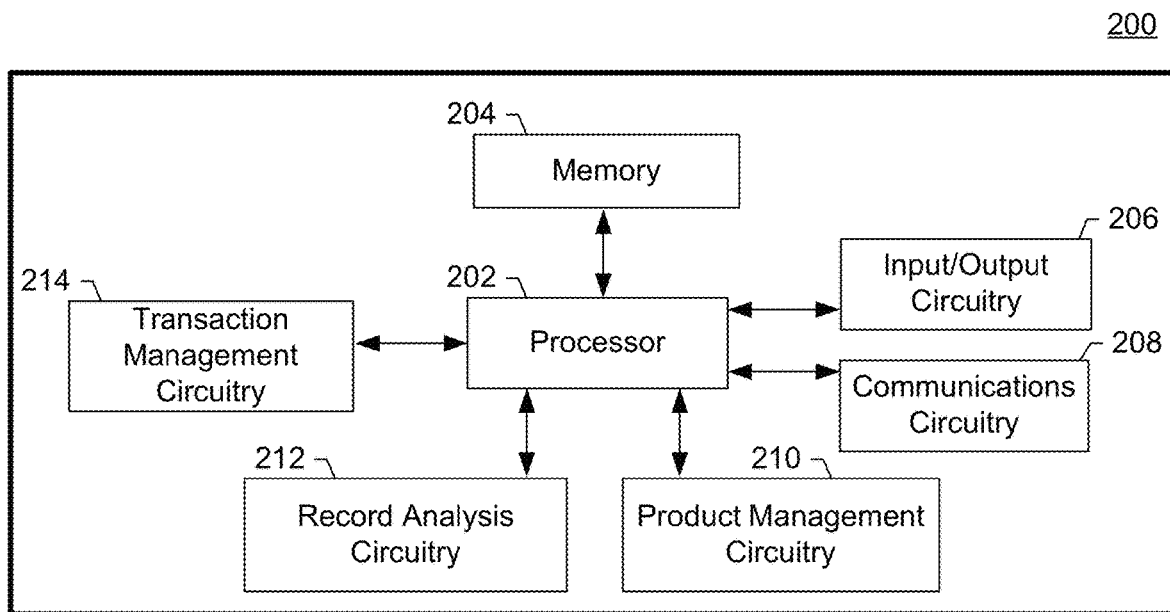 200
204
Memory
206
Input/Output
Circuitry
214
Transaction
Management
Circuitry
202
Processor
208
Communications
Circuitry
212
Record Analysis
Circuitry
210
Product Management
Circuitry